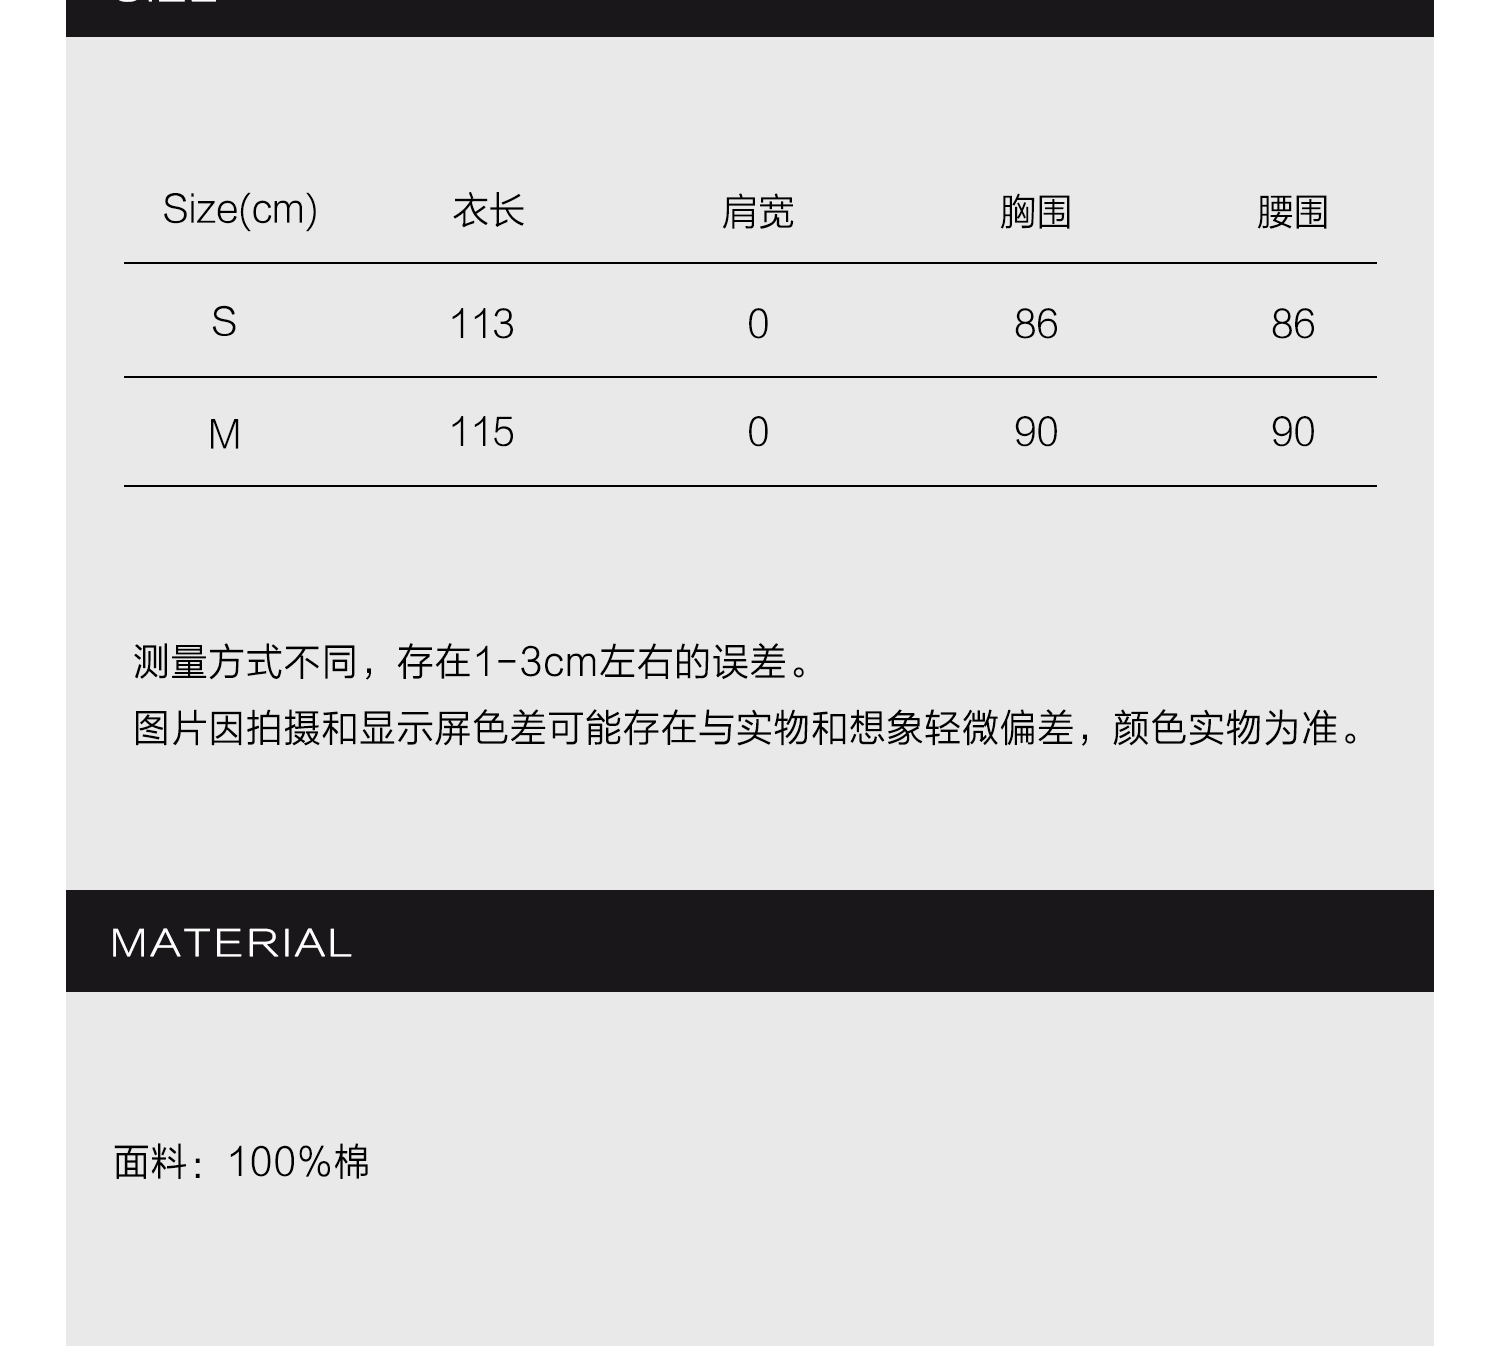 SIZE
Size(cm) 衣长 肩宽 胸围 腰围
S 113 0 86 86
M 115 0 90 90
测量方式不同，存在1-3cm左右的误差。
图片因拍摄和显示屏色差可能存在与实物和想象轻微偏差，颜色实物为准。
MATERIAL
面料：100%棉